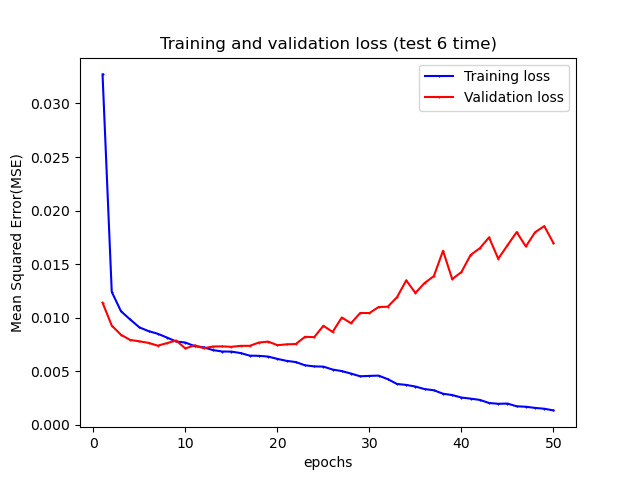 Training and validation loss (test 6 time)
Training loss
Validation loss
Mean Squared Error(MSE)
0.030
0.025
0.020
0.015
0.010
0.005
0.000
0 10 20 30 40 50
epochs